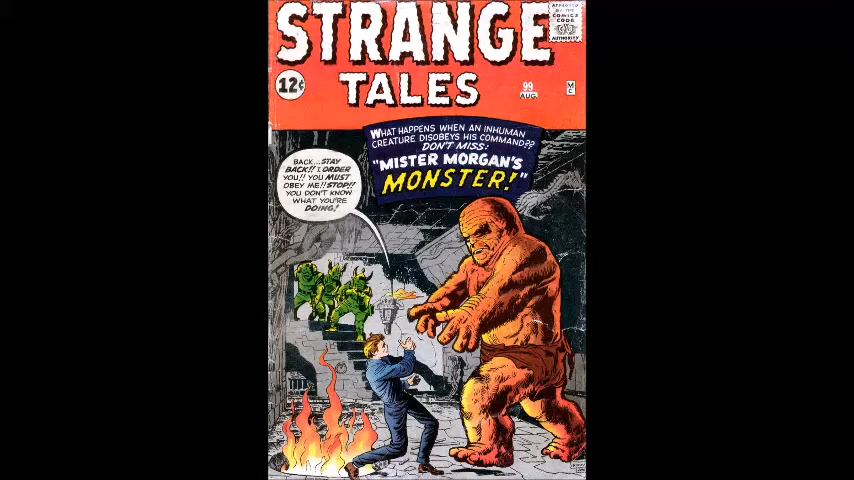 STRANGE
TALES
12¢
APPROVED
BY THE
COMICS
CODE
AUTHORITY
99
AUG.
MC
WHAT HAPPENS WHEN AN INHUMAN
CREATURE DISOBEYS HIS COMMAND??
DON'T MISS:
"MISTER MORGAN'S
MONSTER!"
BACK...STAY
BACK!! I ORDER
YOU!! YOU MUST
OBEY ME!! STOP!!
YOU DON'T KNOW
WHAT YOU'RE
DOING!